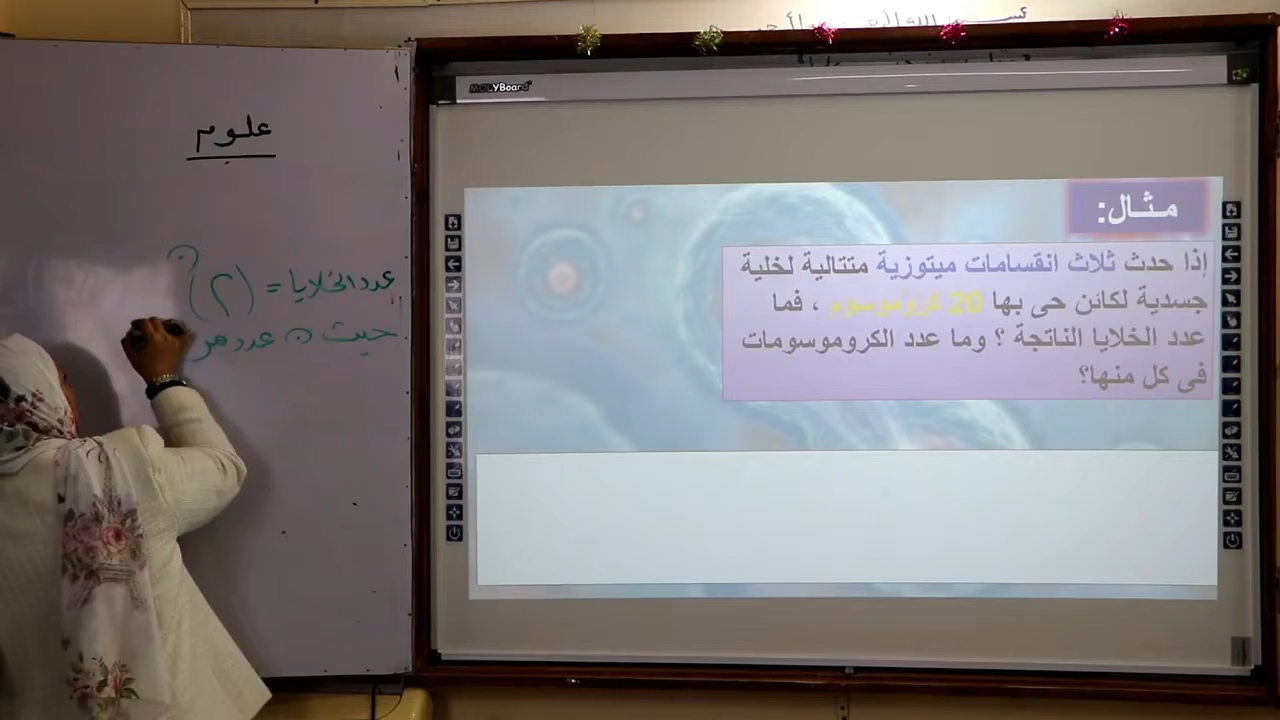 علوم
عدد الخلايا = (٢)ن
حيث ن عدد مر
MOLYBoard
مثال:
إذا حدث ثلاث انقسامات ميتوزية متتالية لخلية
جسدية لكائن حى بها 20 كروموسوم ، فما
عدد الخلايا الناتجة ؟ وما عدد الكروموسومات
فى كل منها؟